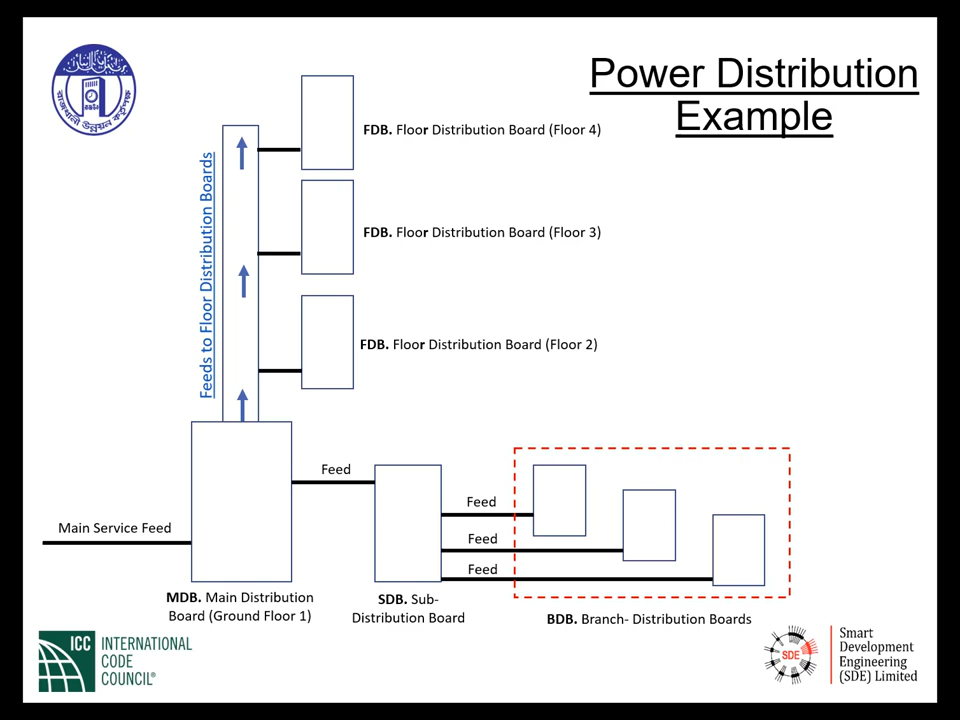 Power Distribution
Example
FDB. Floor Distribution Board (Floor 4)
FDB. Floor Distribution Board (Floor 3)
FDB. Floor Distribution Board (Floor 2)
Feeds to Floor Distribution Boards
Feed
Feed
Feed
Feed
Main Service Feed
MDB. Main Distribution
Board (Ground Floor 1)
SDB. Sub-
Distribution Board
BDB. Branch- Distribution Boards
ICC INTERNATIONAL
CODE
COUNCIL®
SDE
Smart
Development
Engineering
(SDE) Limited